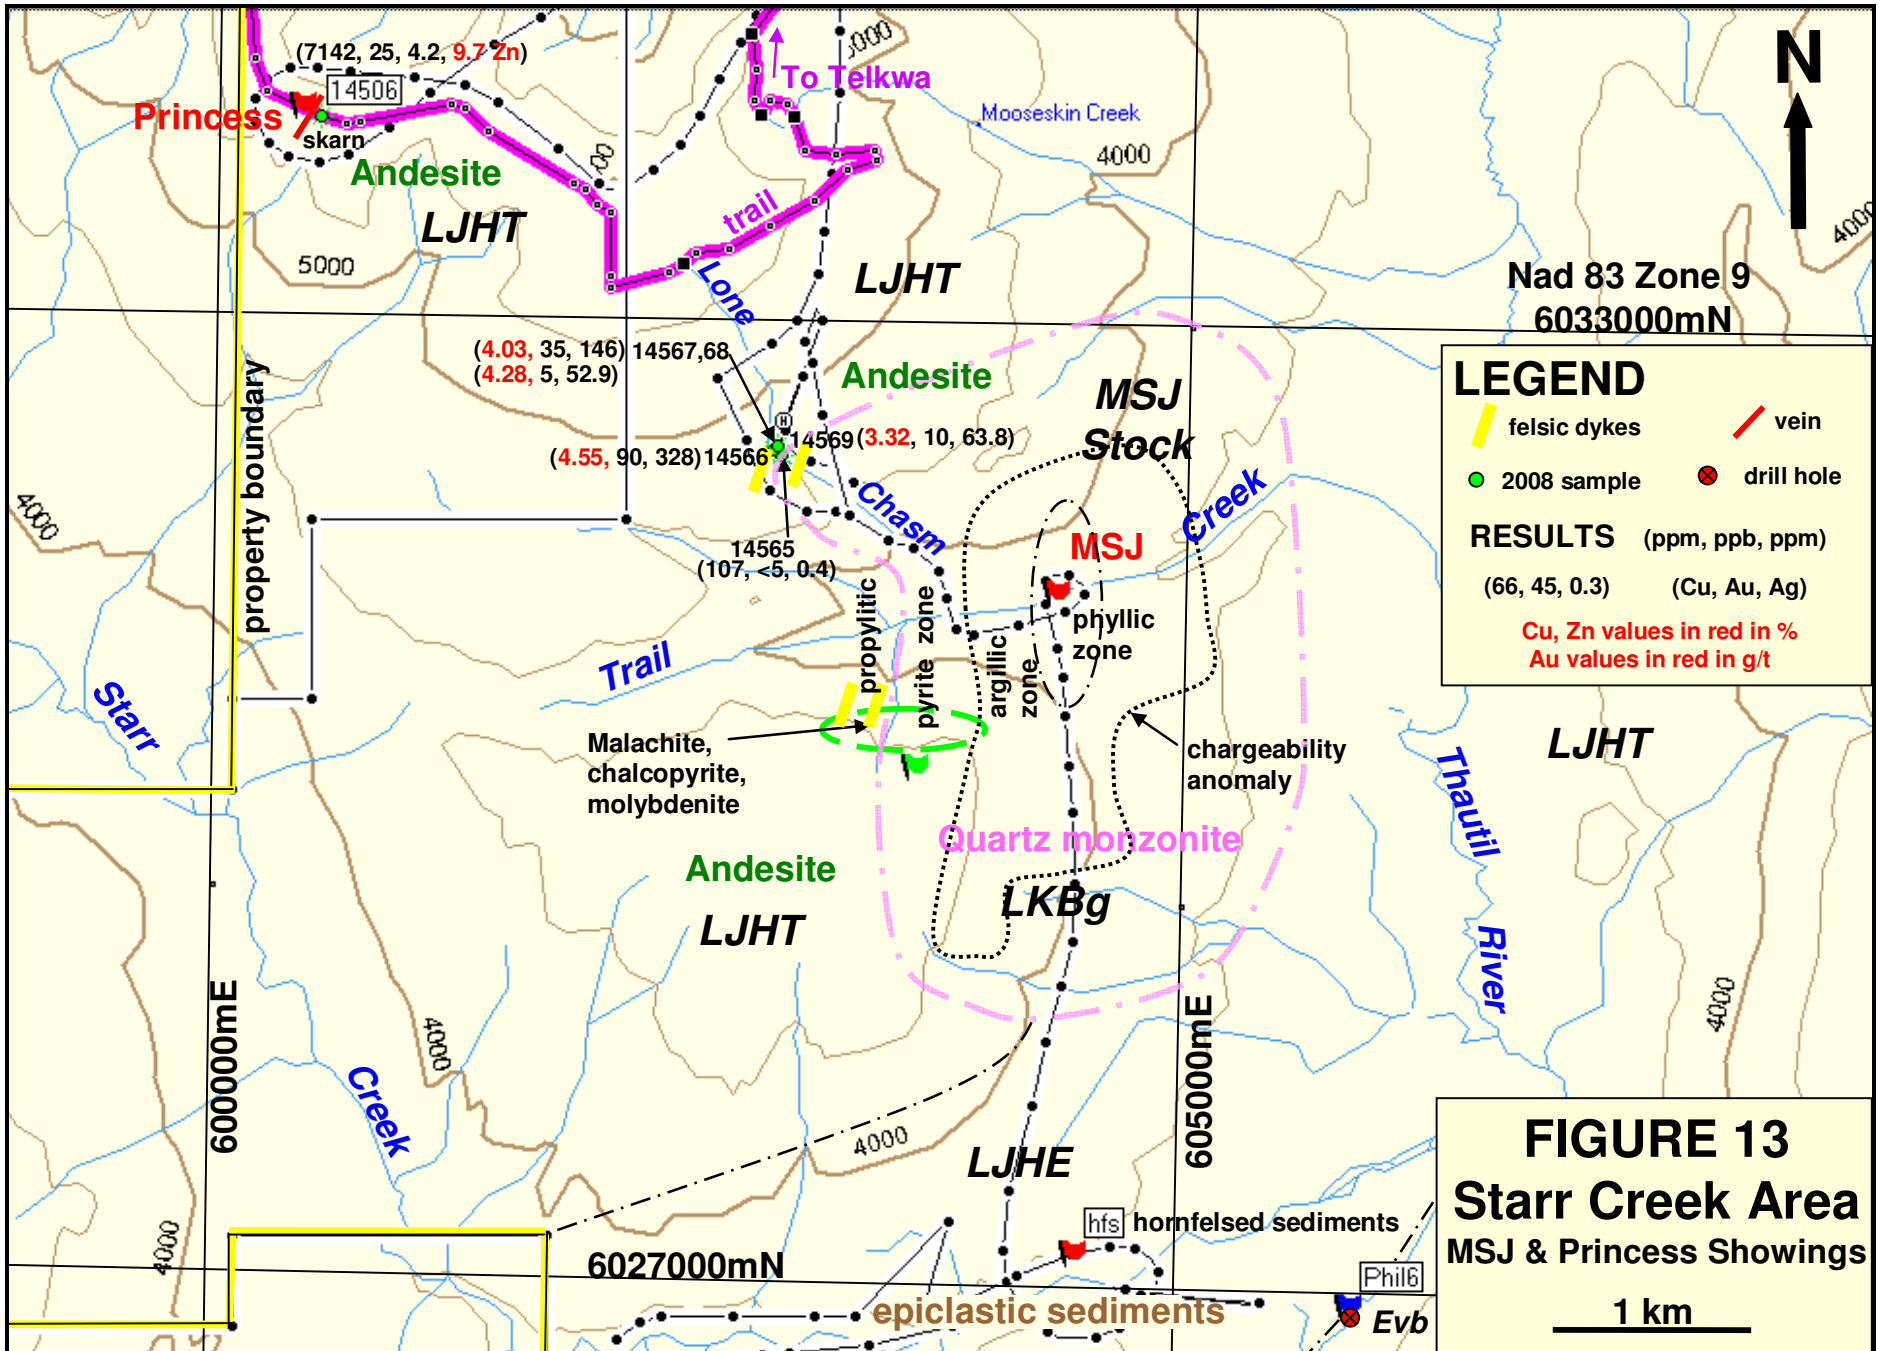 (7142, 25, 4.2, 9.7 Zn)
14506
Princess
skarn
Andesite
LJHT
5000
To Telkwa
trail
Lone
Mooseskin Creek
4000
N
4000
LJHT
Nad 83 Zone 9
6033000mN
(4.03, 35, 146) 14567,68
(4.28, 5, 52.9)
Andesite
MSJ
Stock
H
14569 (3.32, 10, 63.8)
(4.55, 90, 328) 14566
14565
(107, <5, 0.4)
Chasm
Creek
MSJ
phyllic
zone
property boundary
4000
LEGEND
felsic dykes
vein
2008 sample
drill hole
RESULTS (ppm, ppb, ppm)
(66, 45, 0.3) (Cu, Au, Ag)
Cu, Zn values in red in %
Au values in red in g/t
propylitic
pyrite zone
argillic
zone
Trail
Starr
Malachite,
chalcopyrite,
molybdenite
chargeability
anomaly
LJHT
Thautil
River
Quartz monzonite
LKBg
Andesite
LJHT
600000mE
605000mE
4000
4000
Creek
4000
4000
LJHE
hfs
hornfelsed sediments
6027000mN
epiclastic sediments
Phil6
Evb
FIGURE 13
Starr Creek Area
MSJ & Princess Showings
1 km